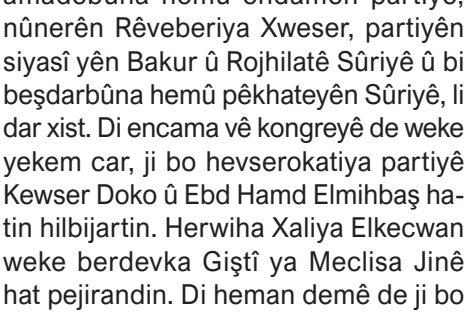 amadebûna hemû endamên partiyê,
nûnerên Rêveberiya Xweser, partiyên
siyasî yên Bakur û Rojhilatê Sûriyê û bi
beşdarbûna hemû pêkhateyên Sûriyê, li
dar xist. Di encama vê kongreyê de weke
yekem car, ji bo hevserokatiya partiyê
Kewser Doko û Ebd Hamd Elmihbaş ha-
tin hilbijartin. Herwiha Xaliya Elkecwan
weke berdevka Giştî ya Meclisa Jinê
hat pejirandin. Di heman demê de ji bo